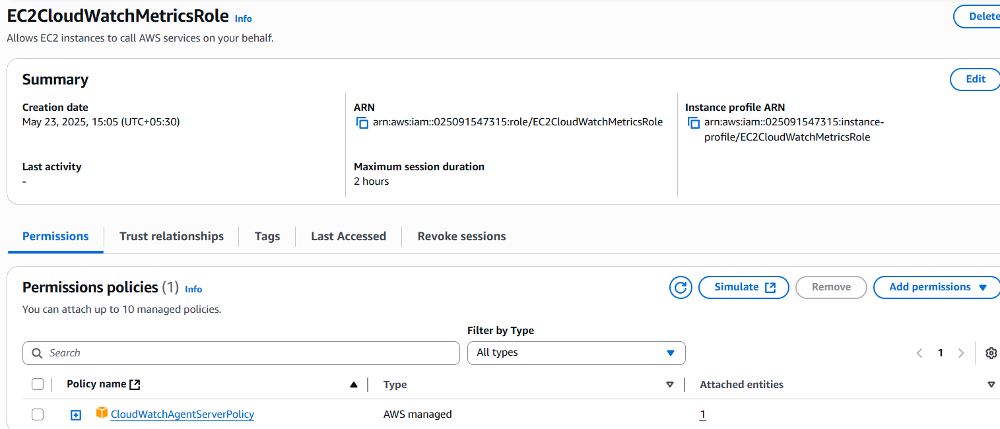 EC2CloudWatchMetricsRole Info
Delete
Allows EC2 instances to call AWS services on your behalf.
Summary
Edit
Creation date
May 23, 2025, 15:05 (UTC+05:30)
ARN
arn:aws:iam::025091547315:role/EC2CloudWatchMetricsRole
Instance profile ARN
arn:aws:iam::025091547315:instance-
profile/EC2CloudWatchMetricsRole
Last activity
-
Maximum session duration
2 hours
Permissions
Trust relationships
Tags
Last Accessed
Revoke sessions
Permissions policies (1) Info
You can attach up to 10 managed policies.
Simulate
Remove
Add permissions
Filter by Type
Search
All types
1
Policy name
Type
Attached entities
CloudWatchAgentServerPolicy
AWS managed
1